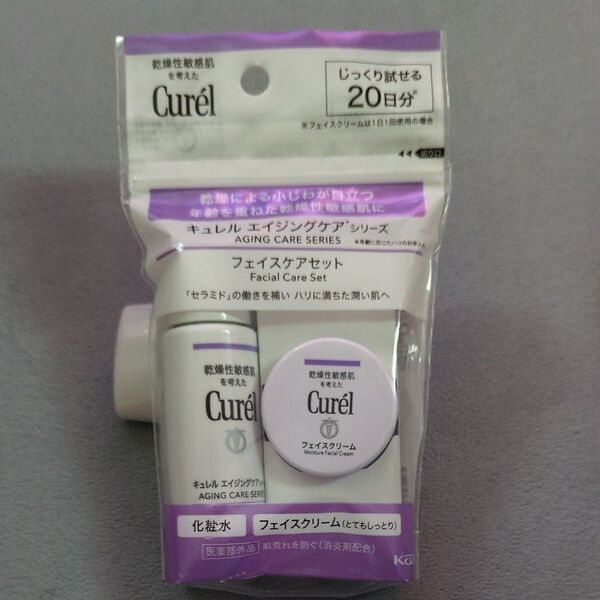 乾燥性敏感肌
を考えた
Curél
じっくり試せる
20日分※
※フェイスクリームは1日1回使用の場合
切り口
乾燥による小じわが目立つ
年齢を重ねた乾燥性敏感肌に
キュレル エイジングケア*シリーズ
AGING CARE SERIES
フェイスケアセット
Facial Care Set
「セラミド」の働きを補い ハリに満ちた潤い肌へ
乾燥性敏感肌
を考えた
Curél
キュレル エイジングケア
AGING CARE SERIE
乾燥性敏感肌
を考えた
Curél
フェイスクリーム
Moisture Facial Cream
化粧水
フェイスクリーム(とてもしっとり)
医薬部外品 肌荒れを防ぐ(消炎剤配合)
Ka